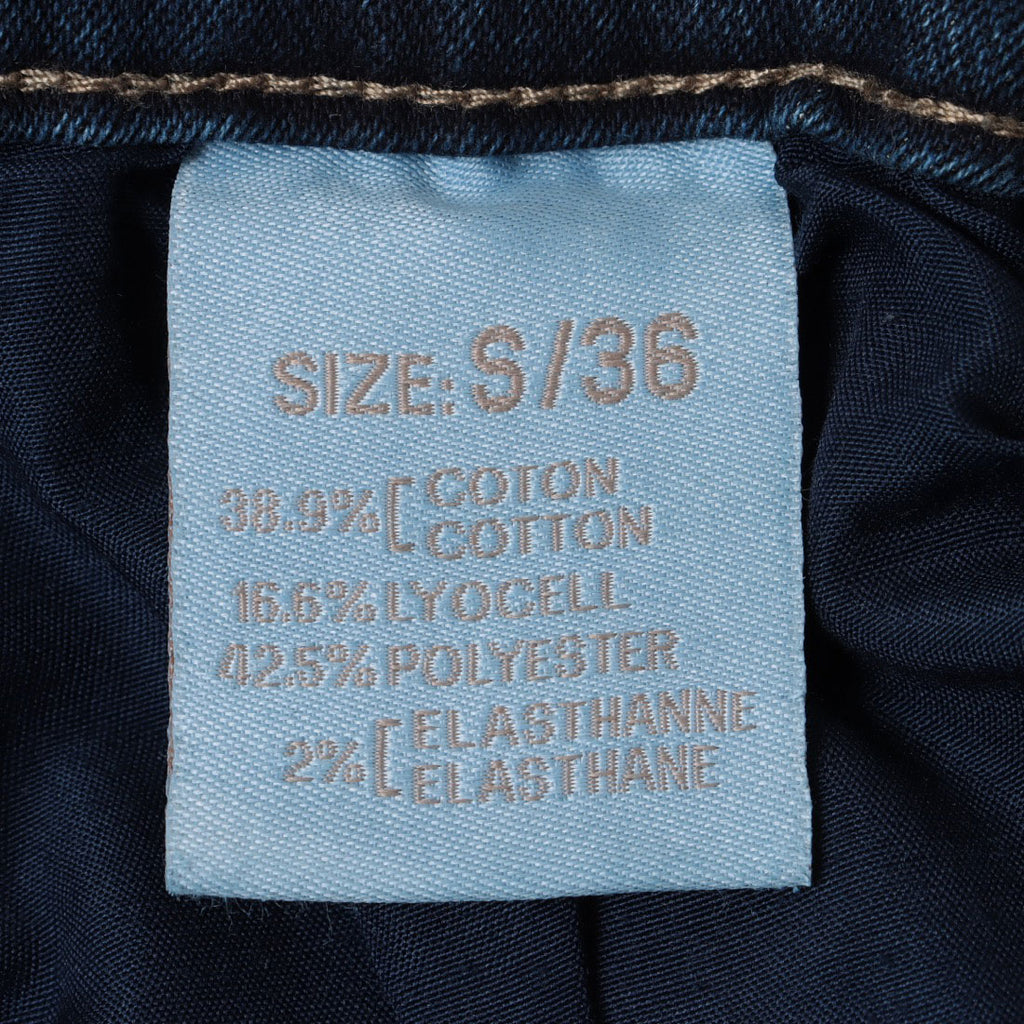 SIZE: S/36
38.9% [ COTON
COTTON
16.6% LYOCELL
42.5% POLYESTER
2% [ ELASTHANNE
ELASTHANE